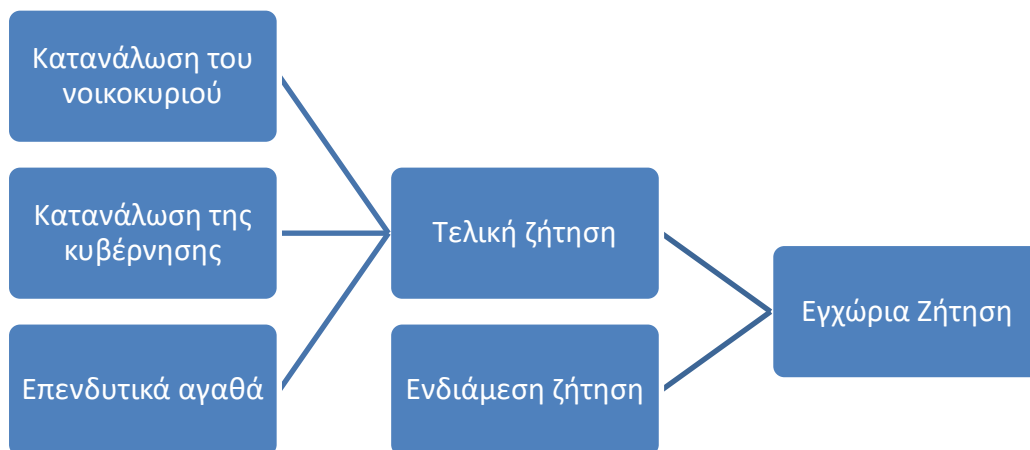 Κατανάλωση του
νοικοκυριού
Κατανάλωση της
κυβέρνησης
Επενδυτικά αγαθά
Τελική ζήτηση
Ενδιάμεση ζήτηση
Εγχώρια Ζήτηση